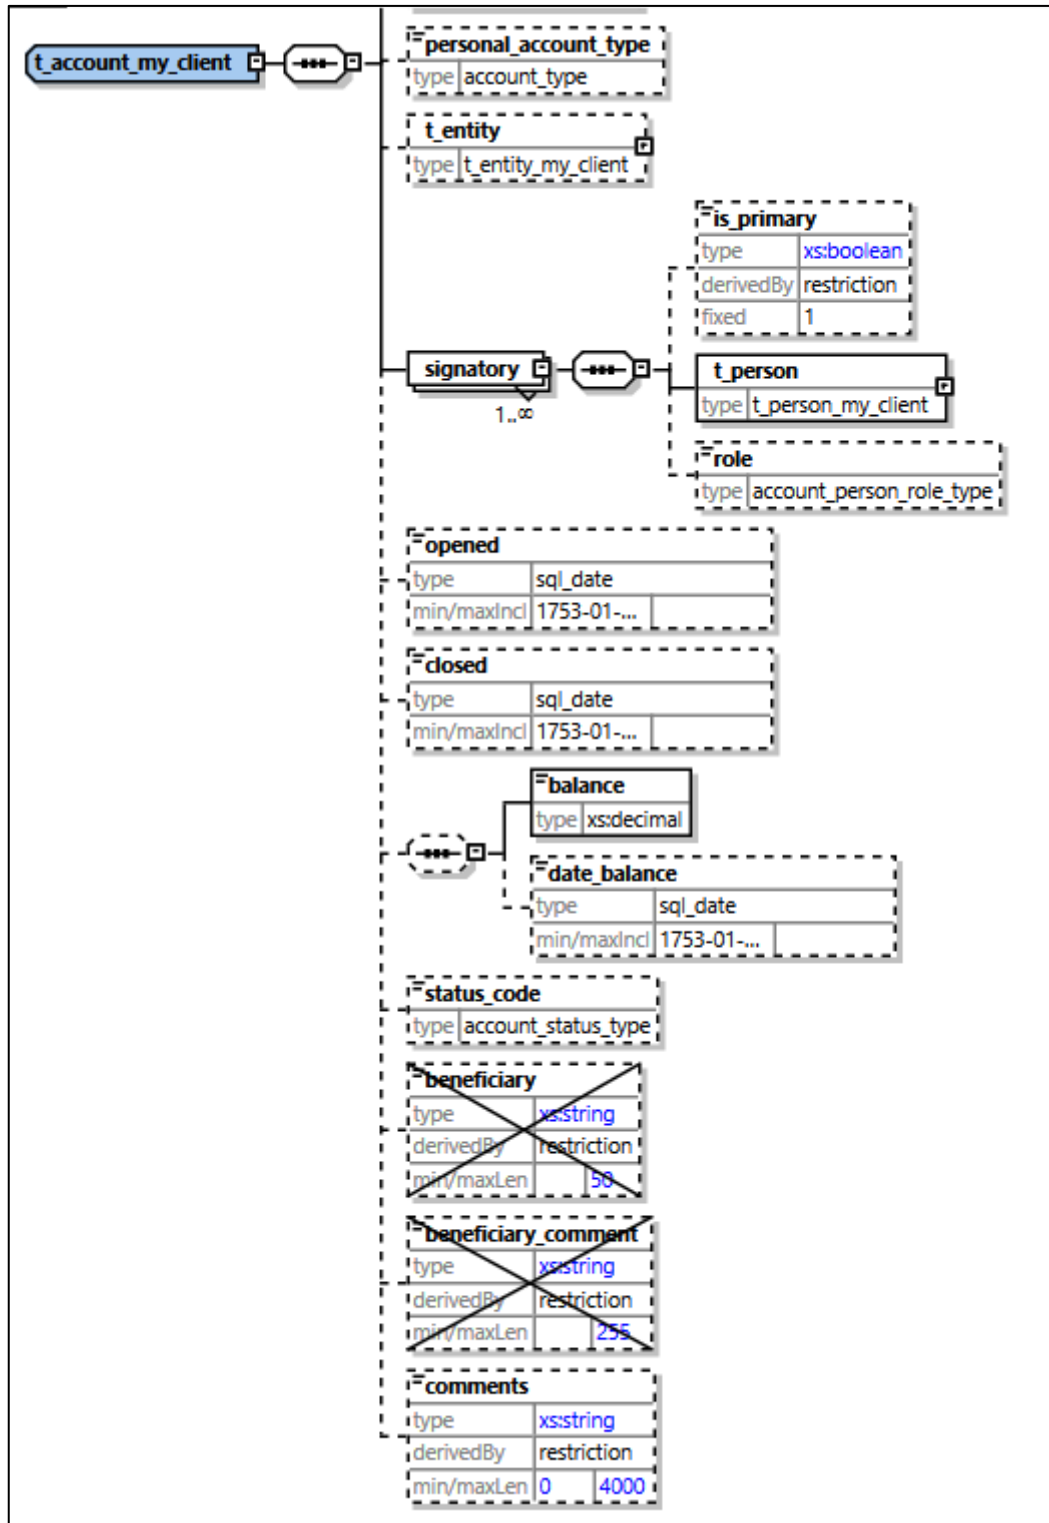 t_account_my_client
personal_account_type
type account_type
t_entity
type t_entity_my_client
is_primary
type xs:boolean
derivedBy restriction
fixed 1
signatory
1..∞
t_person
type t_person_my_client
role
type account_person_role_type
opened
type sql_date
min/maxIncl 1753-01-...
closed
type sql_date
min/maxIncl 1753-01-...
balance
type xs:decimal
date_balance
type sql_date
min/maxIncl 1753-01-...
status_code
type account_status_type
beneficiary
type xs:string
derivedBy restriction
min/maxLen 50
beneficiary_comment
type xs:string
derivedBy restriction
min/maxLen 255
comments
type xs:string
derivedBy restriction
min/maxLen 0 4000